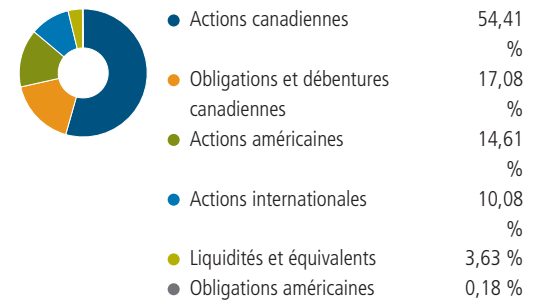 Actions canadiennes 54,41
%
Obligations et débentures 17,08
canadiennes %
Actions américaines 14,61
%
Actions internationales 10,08
%
Liquidités et équivalents 3,63 %
Obligations américaines 0,18 %